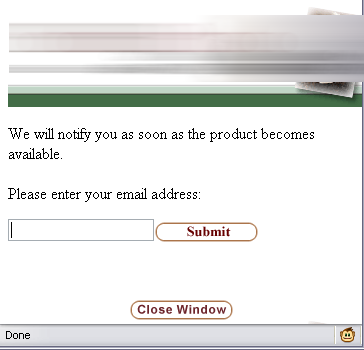 We will notify you as soon as the product becomes
available.
Please enter your email address:
Submit
Close Window
Done